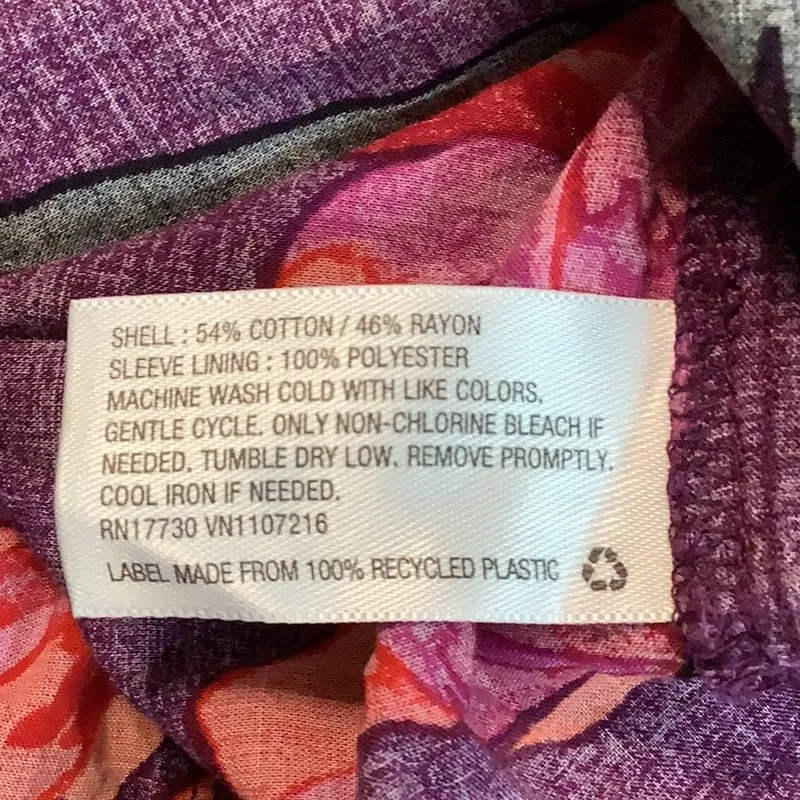 SHELL : 54% COTTON / 46% RAYON
SLEEVE LINING : 100% POLYESTER
MACHINE WASH COLD WITH LIKE COLORS.
GENTLE CYCLE. ONLY NON-CHLORINE BLEACH IF
NEEDED. TUMBLE DRY LOW. REMOVE PROMPTLY.
COOL IRON IF NEEDED.
RN17730 VN1107216
LABEL MADE FROM 100% RECYCLED PLASTIC